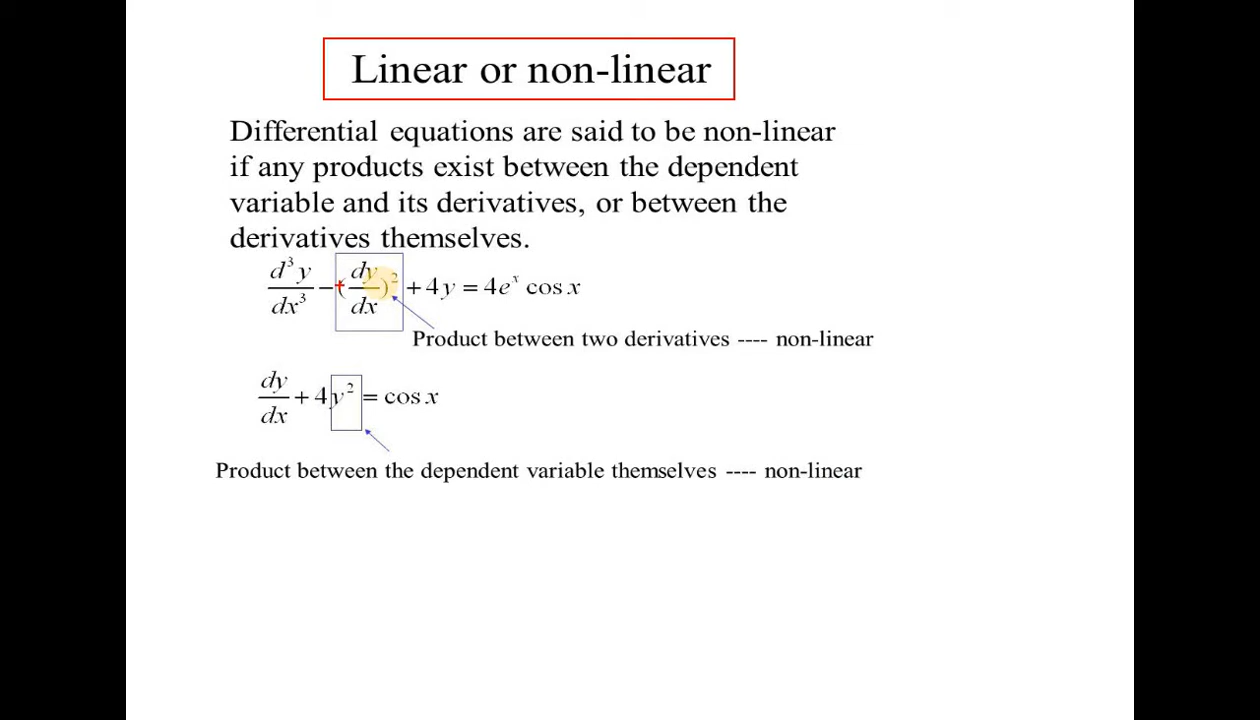 Linear or non-linear
Differential equations are said to be non-linear
if any products exist between the dependent
variable and its derivatives, or between the
derivatives themselves.
d³y/dx³ − (dy/dx)² + 4y = 4eˣ cos x
Product between two derivatives ---- non-linear
dy/dx + 4y² = cos x
Product between the dependent variable themselves ---- non-linear